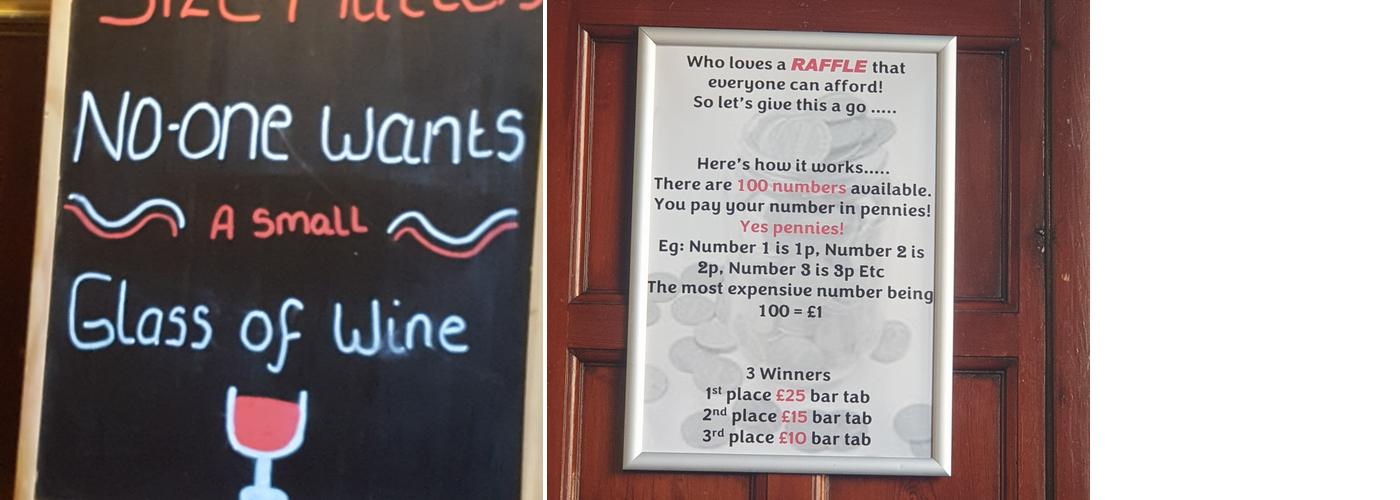 Size Matters
No-one wants
A small
Glass of Wine
Who loves a RAFFLE that
everyone can afford!
So let's give this a go .....
Here's how it works.....
There are 100 numbers available.
You pay your number in pennies!
Yes pennies!
Eg: Number 1 is 1p, Number 2 is
2p, Number 3 is 3p Etc
The most expensive number being
100 = £1
3 Winners
1st place £25 bar tab
2nd place £15 bar tab
3rd place £10 bar tab